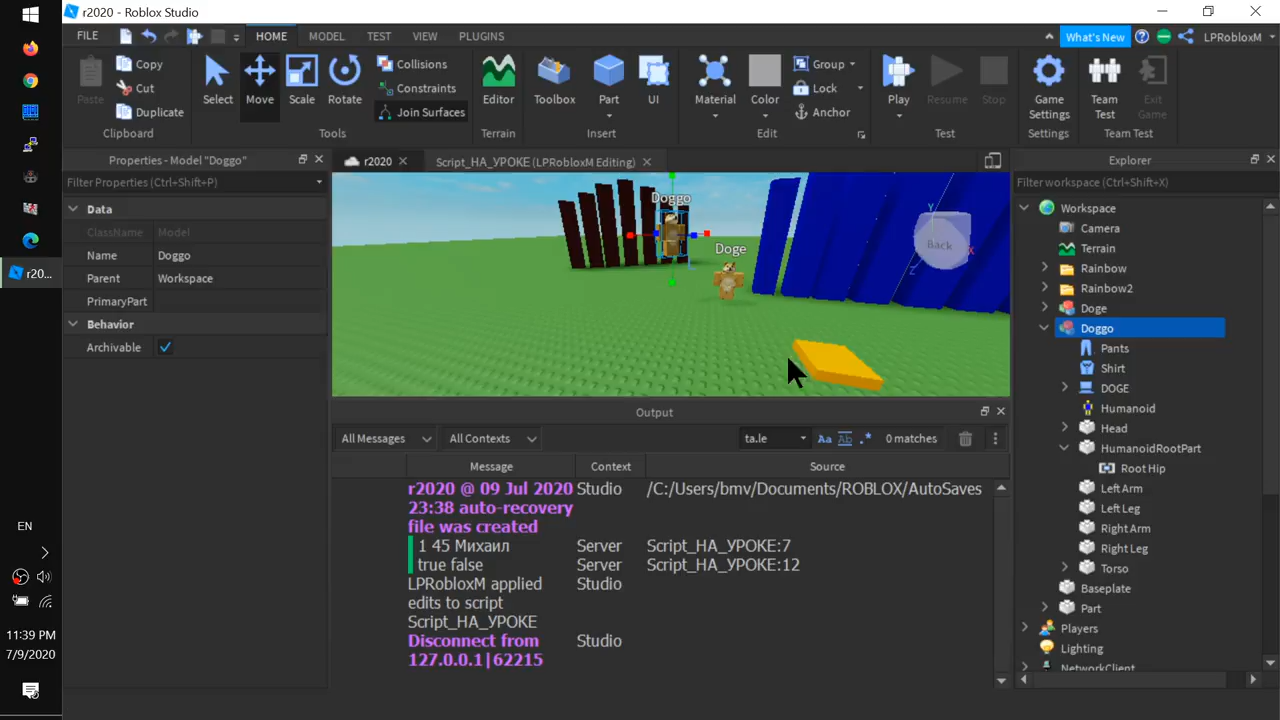 r2020 - Roblox Studio
FILE HOME MODEL TEST VIEW PLUGINS What's New LPRobloxM
Paste Copy Cut Duplicate Select Move Scale Rotate Collisions Constraints Join Surfaces Editor Toolbox Part UI Material Color Group Lock Anchor Play Resume Stop Game Settings Team Test Exit Game
Clipboard Tools Terrain Insert Edit Test Settings Team Test
Properties - Model "Doggo"
Filter Properties (Ctrl+Shift+P)
Data
ClassName Model
Name Doggo
Parent Workspace
PrimaryPart
Behavior
Archivable
r2020 Script_НА_УРОКЕ (LPRobloxM Editing)
Doggo
Doge
Back
Y
X
Z
Output
All Messages All Contexts ta.le Aa Ab .* 0 matches
Message Context Source
r2020 @ 09 Jul 2020 Studio /C:/Users/bmv/Documents/ROBLOX/AutoSaves
23:38 auto-recovery
file was created
1 45 Михаил Server Script_НА_УРОКЕ:7
true false Server Script_НА_УРОКЕ:12
LPRobloxM applied Studio
edits to script
Script_НА_УРОКЕ
Disconnect from Studio
127.0.0.1|62215
Explorer
Filter workspace (Ctrl+Shift+X)
Workspace
Camera
Terrain
Rainbow
Rainbow2
Doge
Doggo
Pants
Shirt
DOGE
Humanoid
Head
HumanoidRootPart
Root Hip
Left Arm
Left Leg
Right Arm
Right Leg
Torso
Baseplate
Part
Players
Lighting
NetworkClient
r20...
EN
11:39 PM
7/9/2020